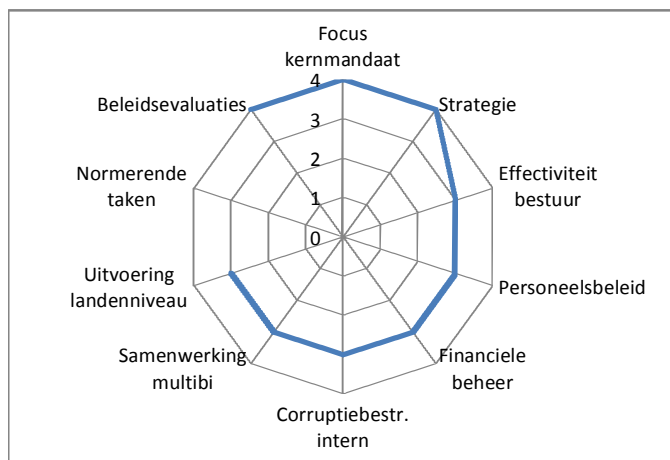 Focus
kernmandaat
Strategie
Effectiviteit
bestuur
Personeelsbeleid
Financiele
beheer
Corruptiebestr.
intern
Samenwerking
multibi
Uitvoering
landenniveau
Normerende
taken
Beleidsevaluaties
4
3
2
1
0